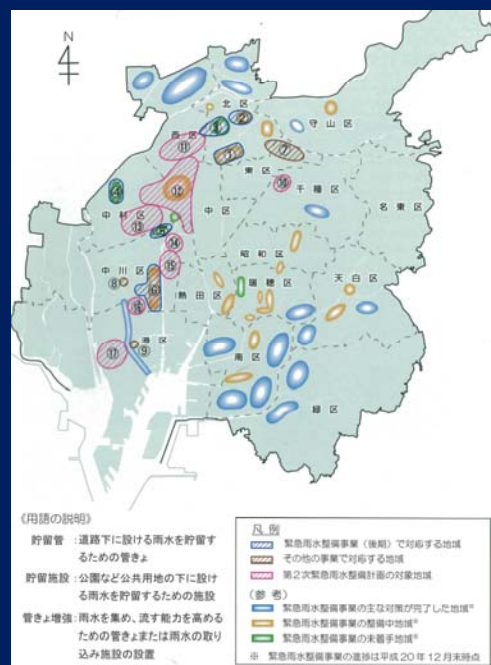 N
北区
守山区
西区
⑪
東区
⑫
⑩
千種区
名東区
中村区
⑬
中区
⑭
⑮
昭和区
中川区
⑧
瑞穂区
天白区
熱田区
⑰
⑨
港区
南区
緑区
《用語の説明》
貯留管 :道路下に設ける雨水を貯留するための管きょ
貯留施設 :公園など公共用地の下に設ける雨水を貯留するための施設
管きょ増強:雨水を集め、流す能力を高めるための管きょまたは雨水の取り込み施設の設置
凡例
緊急雨水整備事業(後期)で対応する地域
その他の事業で対応する地域
第2次緊急雨水整備計画の対象地域
(参考)
緊急雨水整備事業の主な対策が完了した地域※
緊急雨水整備事業の整備中地域※
緊急雨水整備事業の未着手地域※
※ 緊急雨水整備事業の進捗は平成20年12月末時点